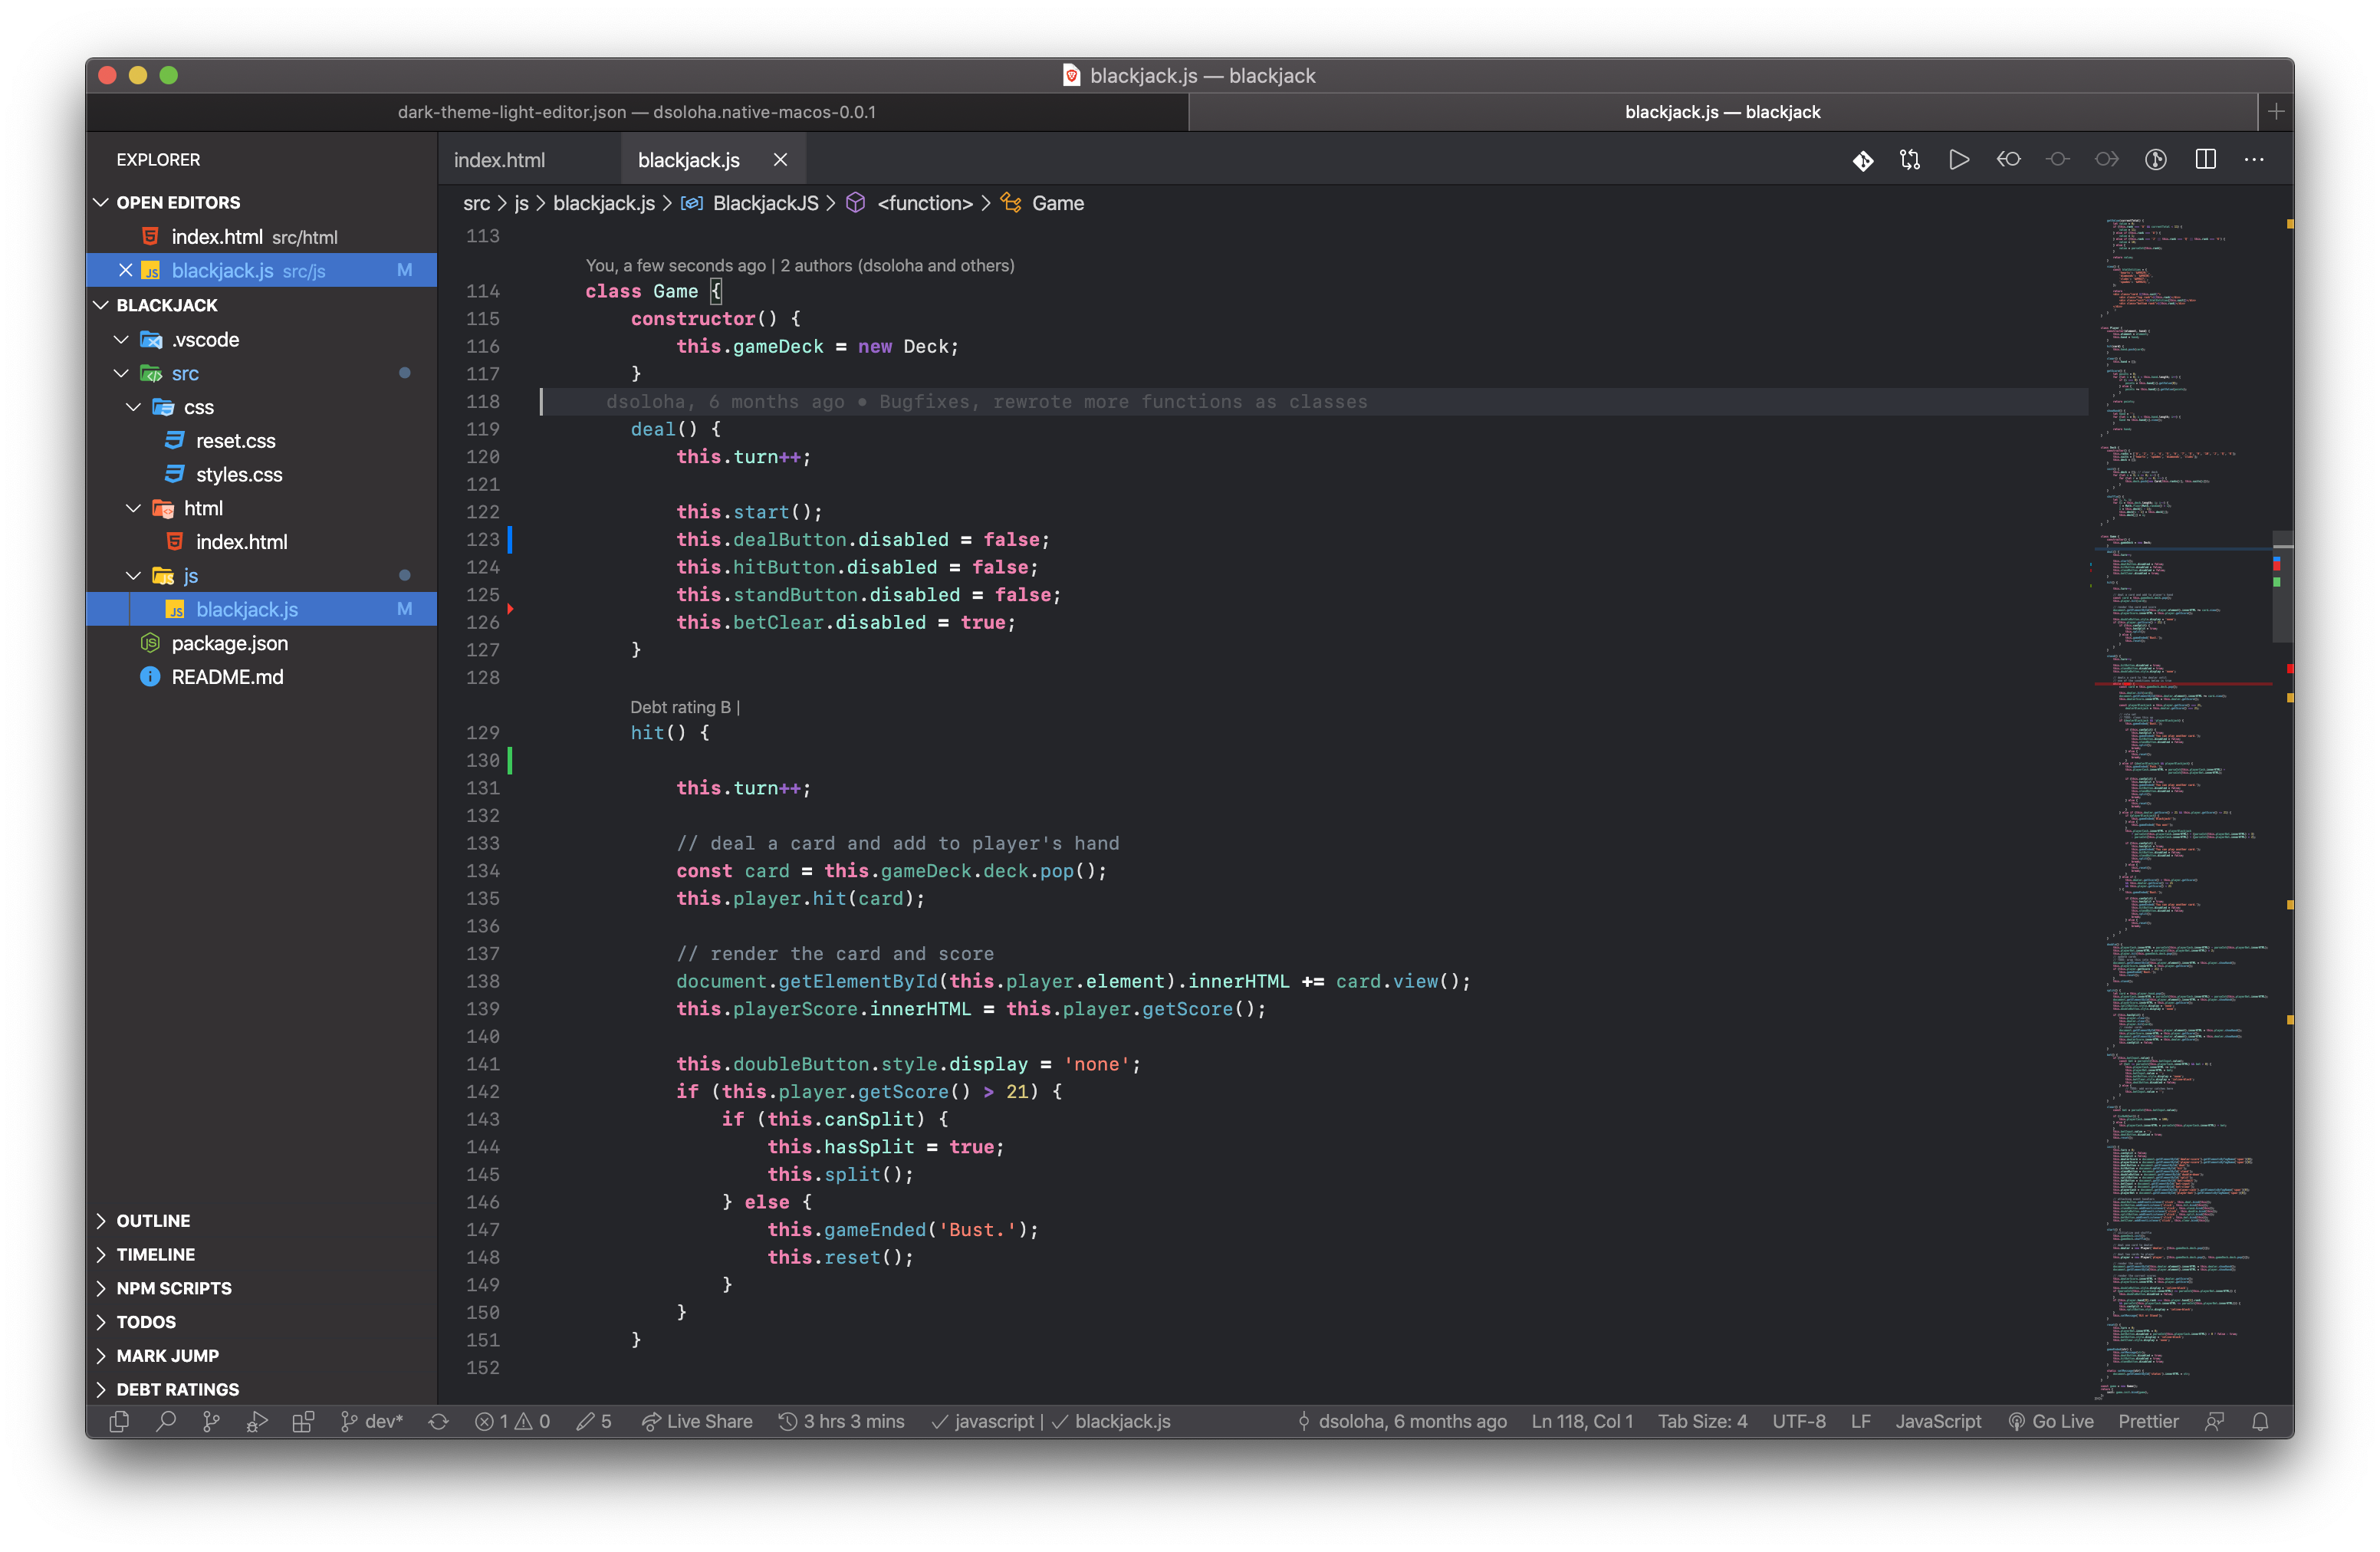 blackjack.js — blackjack
dark-theme-light-editor.json — dsoloha.native-macos-0.0.1
blackjack.js — blackjack
EXPLORER
OPEN EDITORS
index.html src/html
blackjack.js src/js M
BLACKJACK
.vscode
src
css
reset.css
styles.css
html
index.html
js
blackjack.js M
package.json
README.md
OUTLINE
TIMELINE
NPM SCRIPTS
TODOS
MARK JUMP
DEBT RATINGS
index.html
blackjack.js
src > js > blackjack.js > BlackjackJS > <function> > Game
113
You, a few seconds ago | 2 authors (dsoloha and others)
114 class Game {
115 constructor() {
116 this.gameDeck = new Deck;
117 }
118 dsoloha, 6 months ago • Bugfixes, rewrote more functions as classes
119 deal() {
120 this.turn++;
121
122 this.start();
123 this.dealButton.disabled = false;
124 this.hitButton.disabled = false;
125 this.standButton.disabled = false;
126 this.betClear.disabled = true;
127 }
128
Debt rating B |
129 hit() {
130
131 this.turn++;
132
133 // deal a card and add to player's hand
134 const card = this.gameDeck.deck.pop();
135 this.player.hit(card);
136
137 // render the card and score
138 document.getElementById(this.player.element).innerHTML += card.view();
139 this.playerScore.innerHTML = this.player.getScore();
140
141 this.doubleButton.style.display = 'none';
142 if (this.player.getScore() > 21) {
143 if (this.canSplit) {
144 this.hasSplit = true;
145 this.split();
146 } else {
147 this.gameEnded('Bust.');
148 this.reset();
149 }
150 }
151 }
152
dev* 1 0 5 Live Share 3 hrs 3 mins javascript | blackjack.js dsoloha, 6 months ago Ln 118, Col 1 Tab Size: 4 UTF-8 LF JavaScript Go Live Prettier